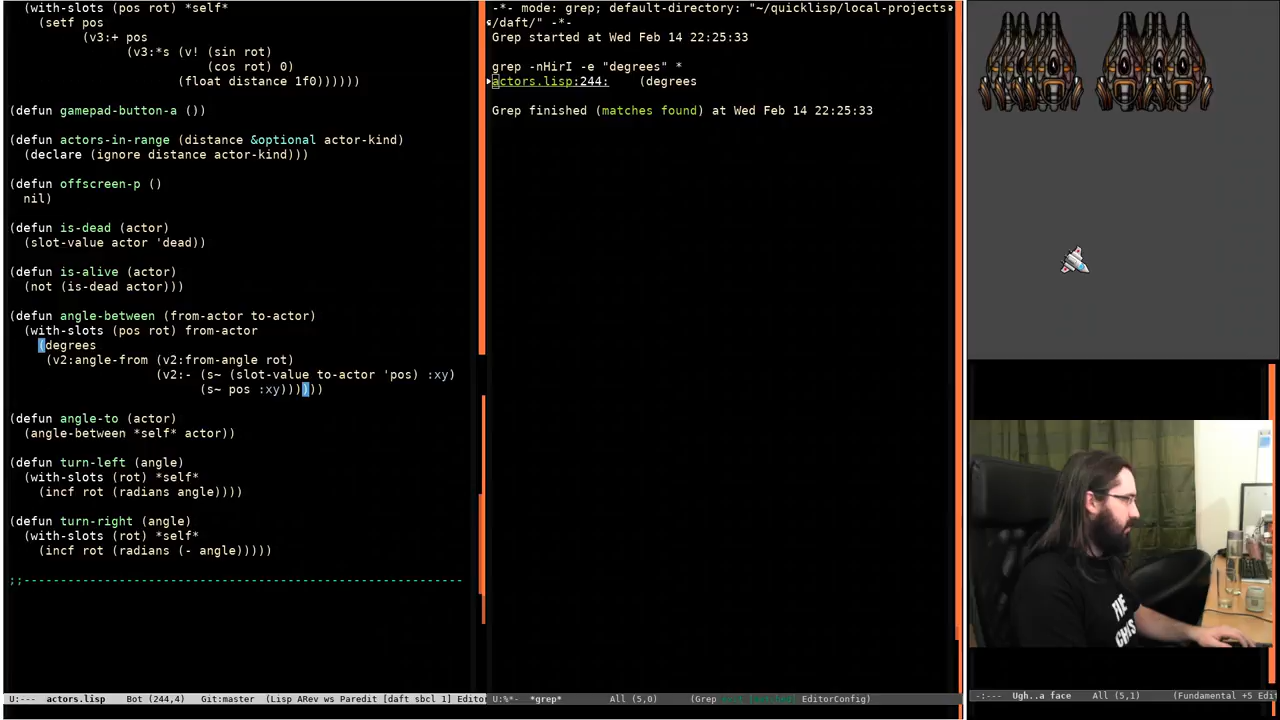 (with-slots (pos rot) *self*
(setf pos
(v3:+ pos
(v3:*s (v! (sin rot)
(cos rot) 0)
(float distance 1f0))))))
(defun gamepad-button-a ())
(defun actors-in-range (distance &optional actor-kind)
(declare (ignore distance actor-kind)))
(defun offscreen-p ()
nil)
(defun is-dead (actor)
(slot-value actor 'dead))
(defun is-alive (actor)
(not (is-dead actor)))
(defun angle-between (from-actor to-actor)
(with-slots (pos rot) from-actor
(degrees
(v2:angle-from (v2:from-angle rot)
(v2:- (s~ (slot-value to-actor 'pos) :xy)
(s~ pos :xy))))))
(defun angle-to (actor)
(angle-between *self* actor))
(defun turn-left (angle)
(with-slots (rot) *self*
(incf rot (radians angle))))
(defun turn-right (angle)
(with-slots (rot) *self*
(incf rot (radians (- angle)))))
;;------------------------------------------------------------
U:--- actors.lisp Bot (244,4) Git:master (Lisp ARev ws Paredit [daft sbcl 1] Editor
-*- mode: grep; default-directory: "~/quicklisp/local-projects
/daft/" -*-
Grep started at Wed Feb 14 22:25:33
grep -nHirI -e "degrees" *
actors.lisp:244: (degrees
Grep finished (matches found) at Wed Feb 14 22:25:33
U:%*- *grep* All (5,0) (Grep EditorConfig)
THE
-:--- Ugh..a face All (5,1) (Fundamental +5 Edit